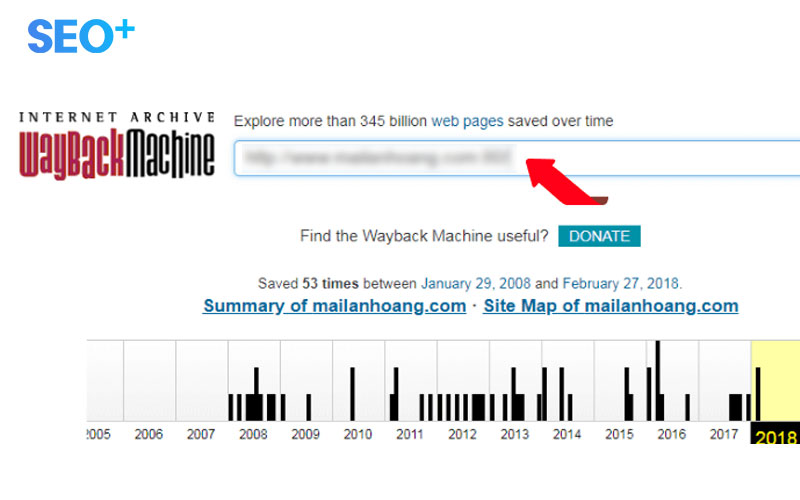 SEO+
INTERNET ARCHIVE
WayBackMachine
Explore more than 345 billion web pages saved over time
Find the Wayback Machine useful? DONATE
Saved 53 times between January 29, 2008 and February 27, 2018.
Summary of mailanhoang.com · Site Map of mailanhoang.com
2005 2006 2007 2008 2009 2010 2011 2012 2013 2014 2015 2016 2017 2018